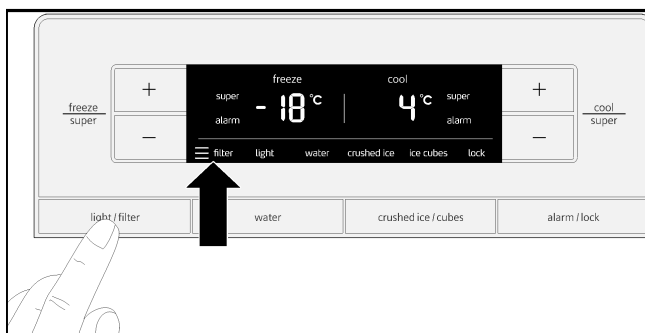 freeze cool
super super
+ - 18 °C 4 °C +
freeze cool
super alarm alarm super
− −
filter light water crushed ice ice cubes lock
light / filter water crushed ice / cubes alarm / lock